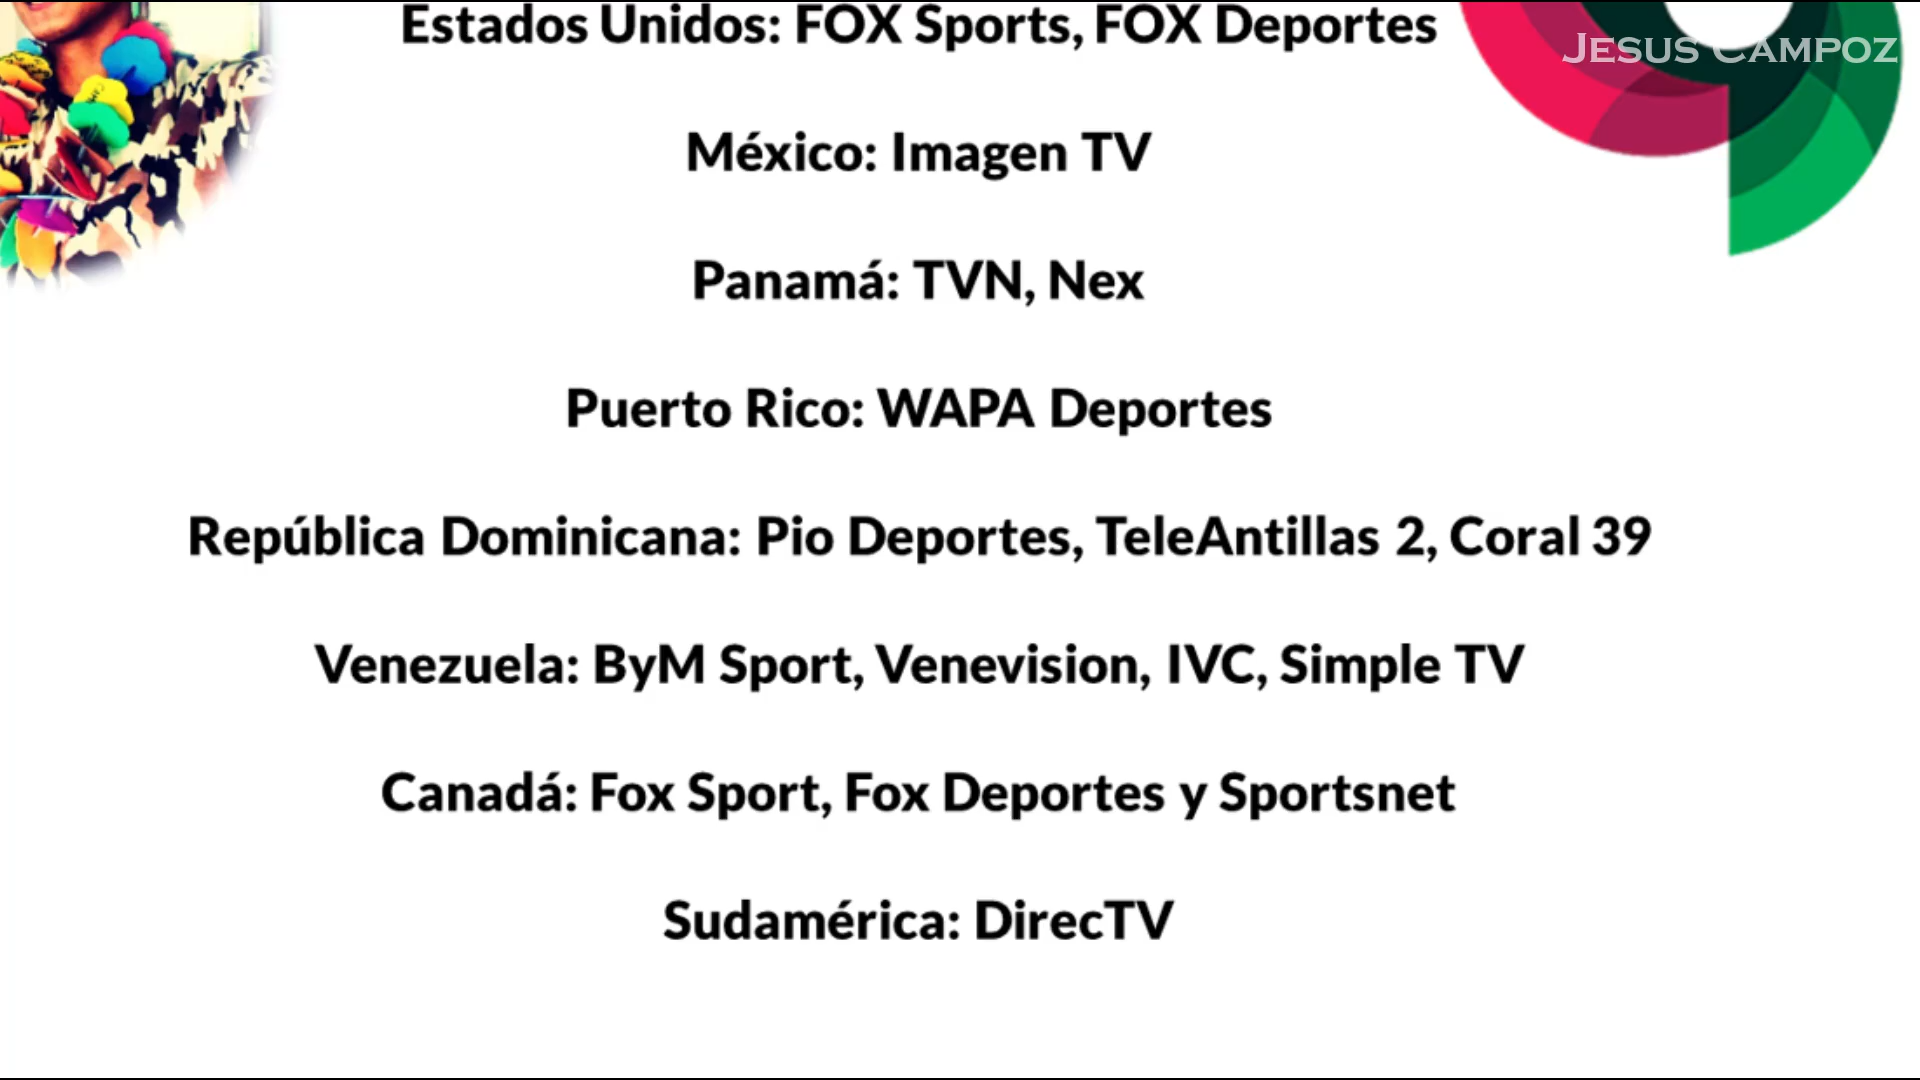 Estados Unidos: FOX Sports, FOX Deportes
JESUS CAMPOZ
México: Imagen TV
Panamá: TVN, Nex
Puerto Rico: WAPA Deportes
República Dominicana: Pio Deportes, TeleAntillas 2, Coral 39
Venezuela: ByM Sport, Venevision, IVC, Simple TV
Canadá: Fox Sport, Fox Deportes y Sportsnet
Sudamérica: DirecTV